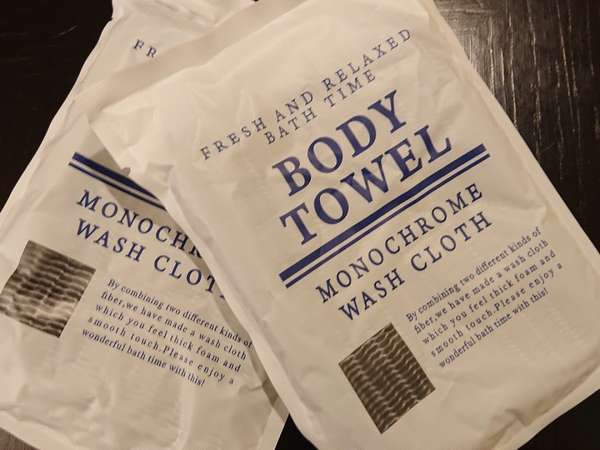 FR
MONOCHR
WASH CLOT
By combining two different kinds of
fiber,we have made a wash cloth
which you feel thick foam and
smooth touch.Please enjoy a
wonderful bath time with this!
FRESH AND RELAXED
BATH TIME
BODY
TOWEL
MONOCHROME
WASH CLOTH
By combining two different kinds of
fiber,we have made a wash cloth
which you feel thick foam and
smooth touch.Please enjoy a
wonderful bath time with this!